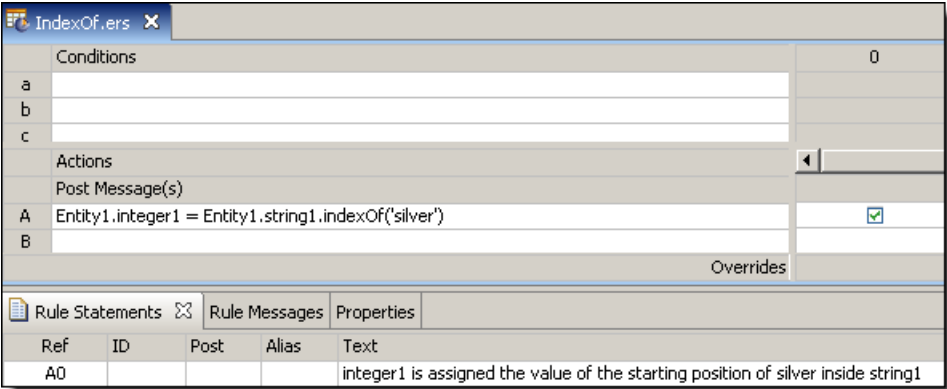 IndexOf.ers
Conditions 0
a
b
c
Actions
Post Message(s)
A Entity1.integer1 = Entity1.string1.indexOf('silver')
B
Overrides
Rule Statements Rule Messages Properties
Ref ID Post Alias Text
A0 integer1 is assigned the value of the starting position of silver inside string1